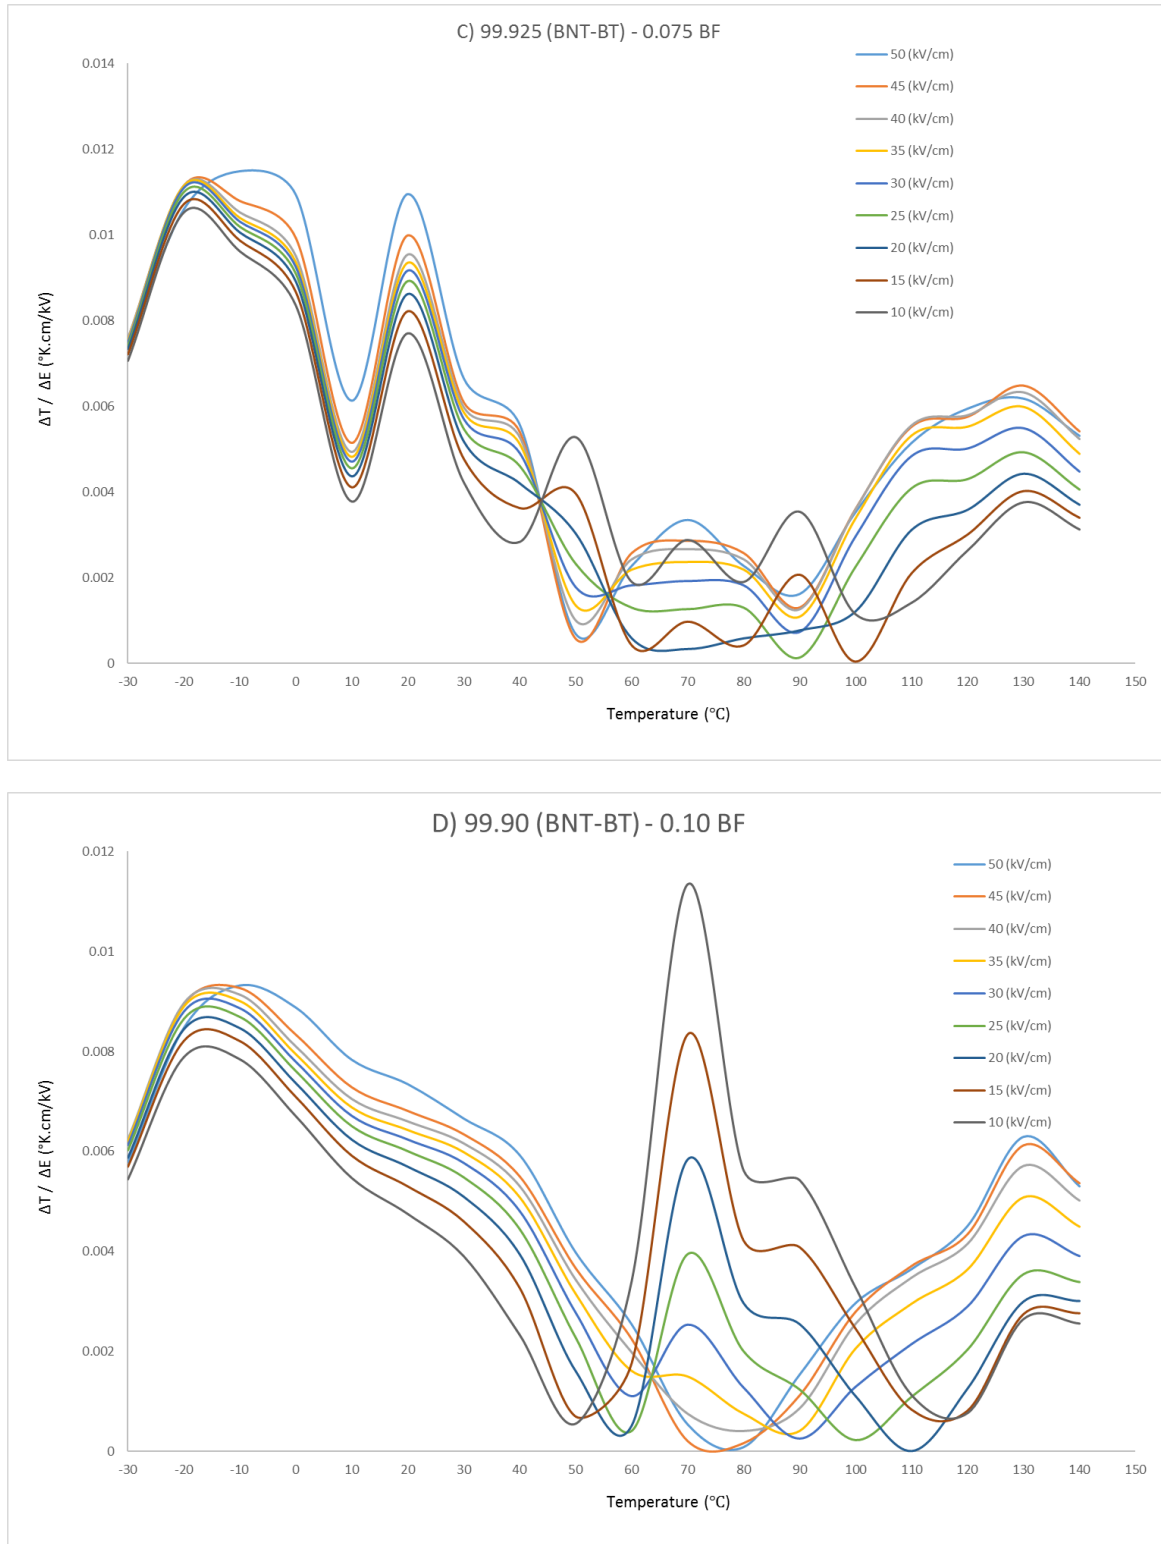 C) 99.925 (BNT-BT) - 0.075 BF
0.014
0.012
0.01
0.008
0.006
0.004
0.002
0
ΔT / ΔE (°K.cm/kV)
50 (kV/cm)
45 (kV/cm)
40 (kV/cm)
35 (kV/cm)
30 (kV/cm)
25 (kV/cm)
20 (kV/cm)
15 (kV/cm)
10 (kV/cm)
-30 -20 -10 0 10 20 30 40 50 60 70 80 90 100 110 120 130 140 150
Temperature (°C)
D) 99.90 (BNT-BT) - 0.10 BF
0.012
0.01
0.008
0.006
0.004
0.002
0
ΔT / ΔE (°K.cm/kV)
50 (kV/cm)
45 (kV/cm)
40 (kV/cm)
35 (kV/cm)
30 (kV/cm)
25 (kV/cm)
20 (kV/cm)
15 (kV/cm)
10 (kV/cm)
-30 -20 -10 0 10 20 30 40 50 60 70 80 90 100 110 120 130 140 150
Temperature (°C)